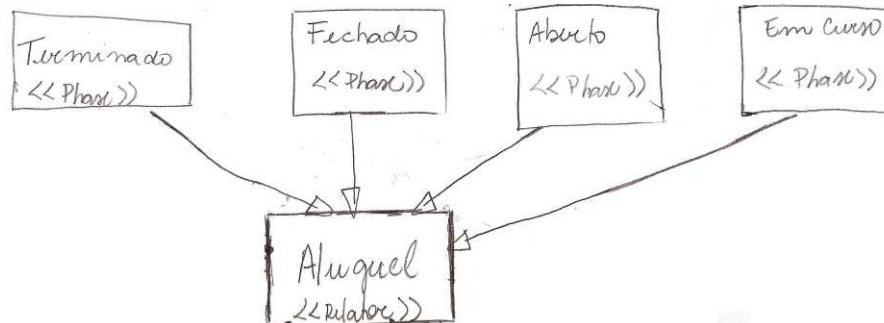 Terminado
<<Phase>>
Fechado
<<Phase>>
Aberto
<<Phase>>
Em Curso
<<Phase>>
Aluguel
<<Relator>>